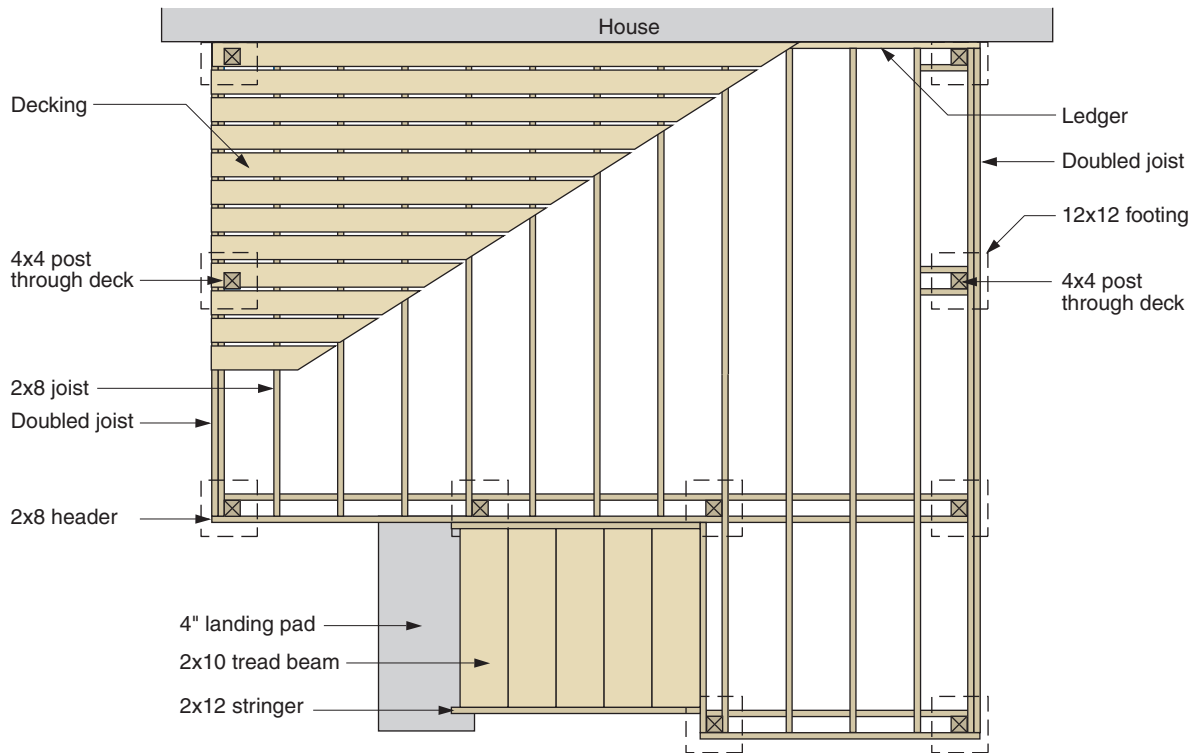 House
Decking
4x4 post
through deck
2x8 joist
Doubled joist
2x8 header
4" landing pad
2x10 tread beam
2x12 stringer
Ledger
Doubled joist
12x12 footing
4x4 post
through deck